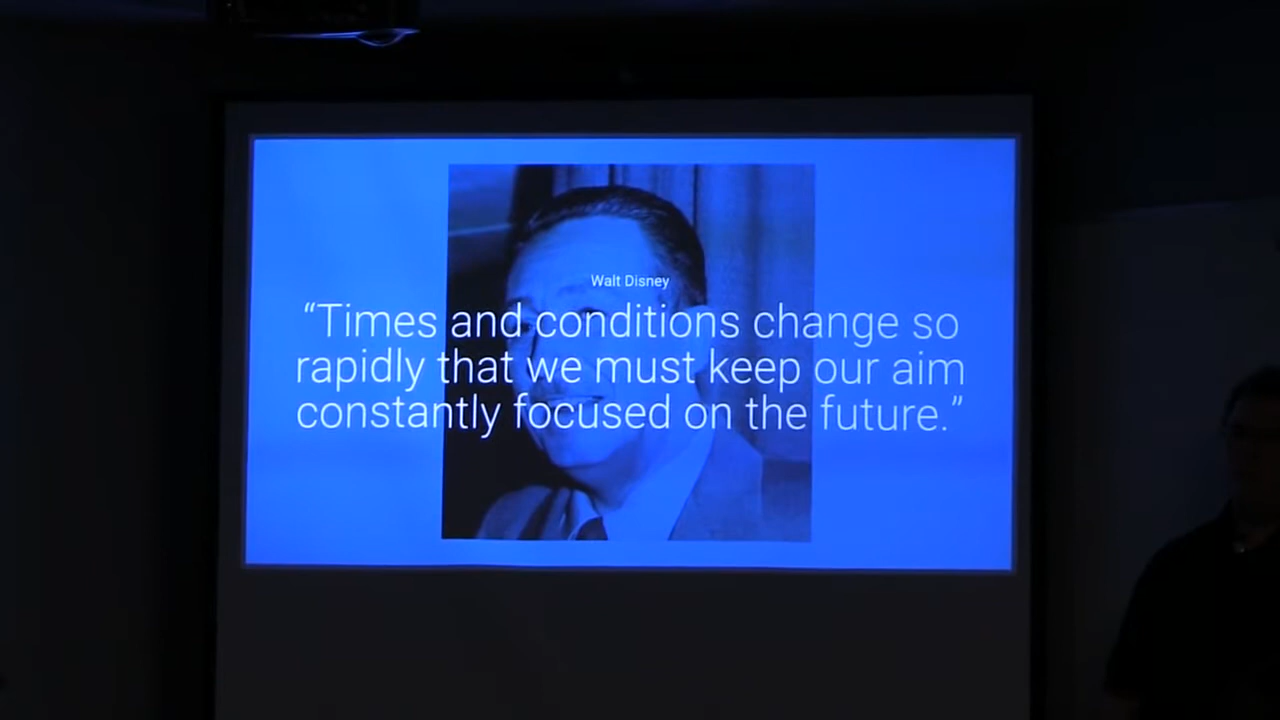 Walt Disney
“Times and conditions change so
rapidly that we must keep our aim
constantly focused on the future.”